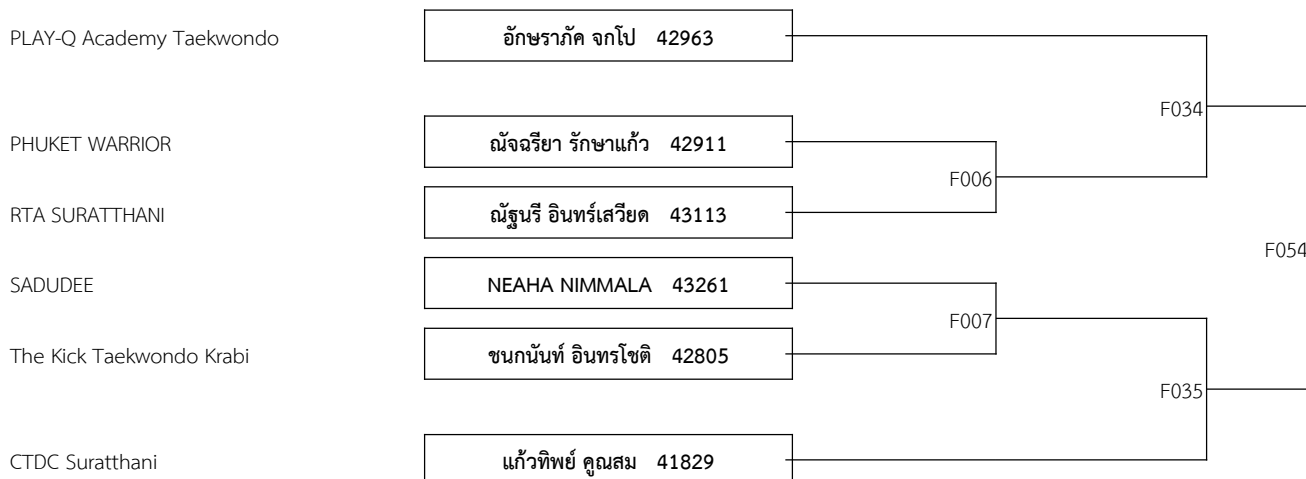 PLAY-Q Academy Taekwondo อักษราภัค จกโป 42963
F034
PHUKET WARRIOR ณัจฉรียา รักษาแก้ว 42911
F006
RTA SURATTHANI ณัฐนรี อินทร์เสวียด 43113
F054
SADUDEE NEAHA NIMMALA 43261
F007
The Kick Taekwondo Krabi ชนกนันท์ อินทรโชติ 42805
F035
CTDC Suratthani แก้วทิพย์ คูณสม 41829